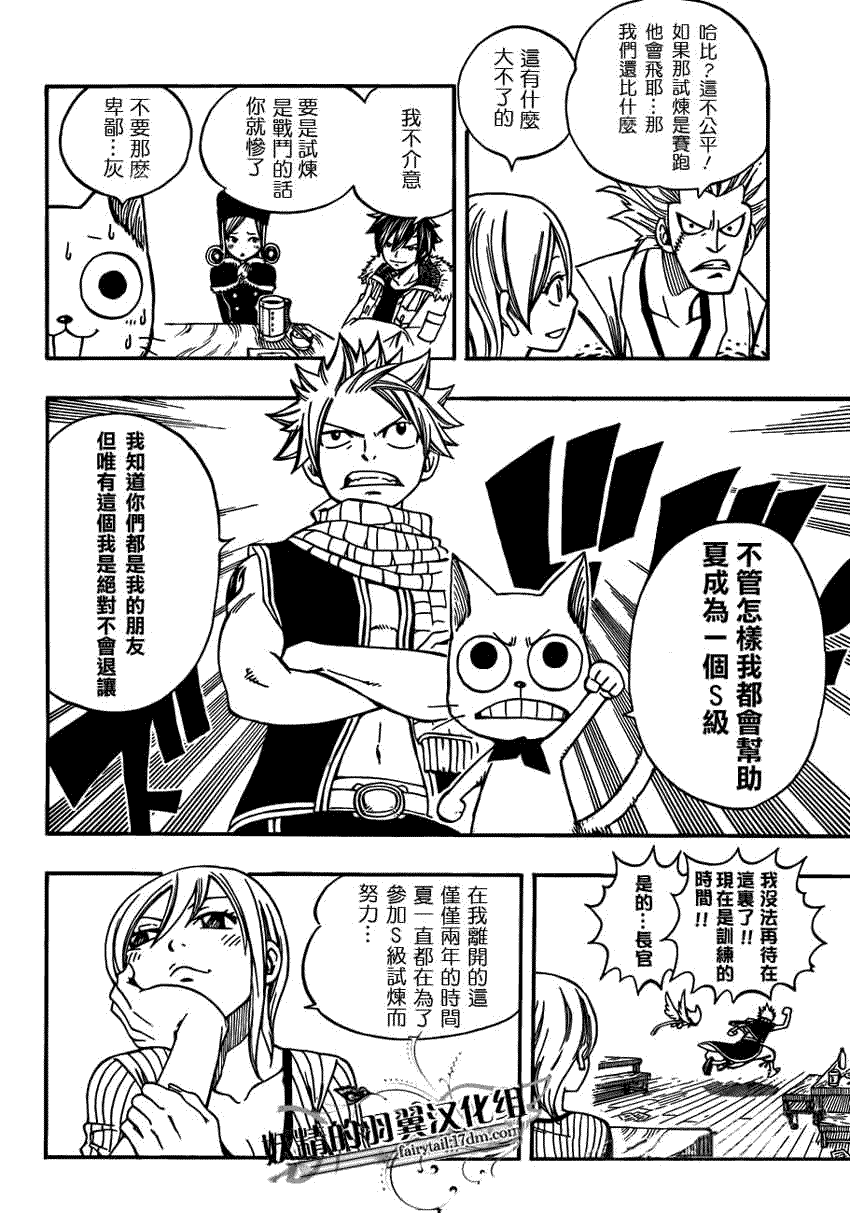 哈比？這不公平！
如果那試煉是賽跑
他會飛耶…那
我們還比什麼
這有什麼
大不了的
我不介意
要是試煉
是戰鬥的話
你就慘了
不要那麼
卑鄙…灰
不管怎樣我都會幫助
夏成為一個S級
我知道你們都是我的朋友
但唯有這個我是絕對不會退讓
我沒法再待在
這裏了!!
現在是訓練的
時間!!
是的…長官
在我離開的這
僅僅兩年的時間
夏一直都在為了
參加S級試煉而
努力…
妖精的羽翼汉化组
fairytail.17dm.com